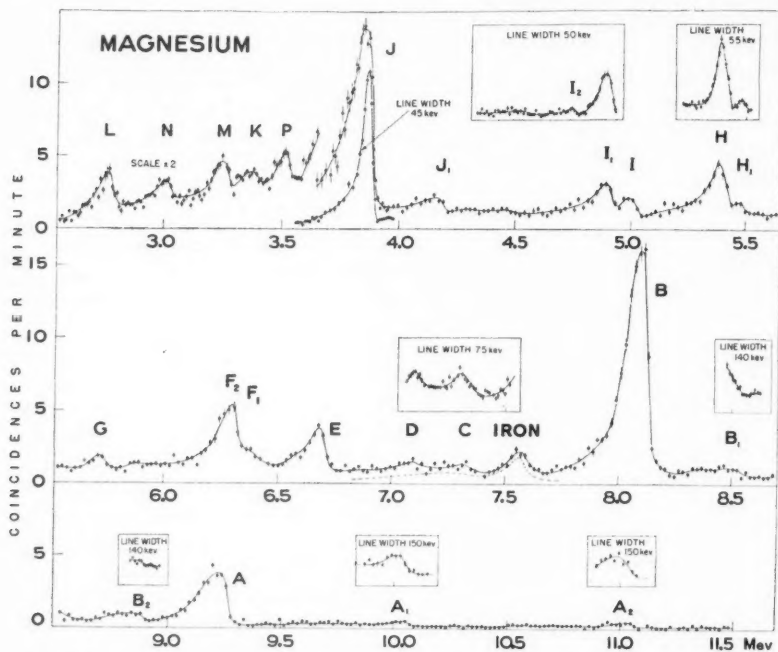 MAGNESIUM
COINCIDENCES PER MINUTE
10
5
0
L
N
SCALE x 2
M
K
P
J
LINE WIDTH
45 kev
J₁
LINE WIDTH 50 kev
I₂
I₁
I
LINE WIDTH
55 kev
H
H₁
3.0
3.5
4.0
4.5
5.0
5.5
15
10
5
0
G
F₂
F₁
E
LINE WIDTH 75 kev
D
C
IRON
B
LINE WIDTH
140 kev
B₁
6.0
6.5
7.0
7.5
8.0
8.5
5
0
LINE WIDTH
140 kev
B₂
A
LINE WIDTH 150 kev
A₁
LINE WIDTH
150 kev
A₂
9.0
9.5
10.0
10.5
11.0
11.5
Mev